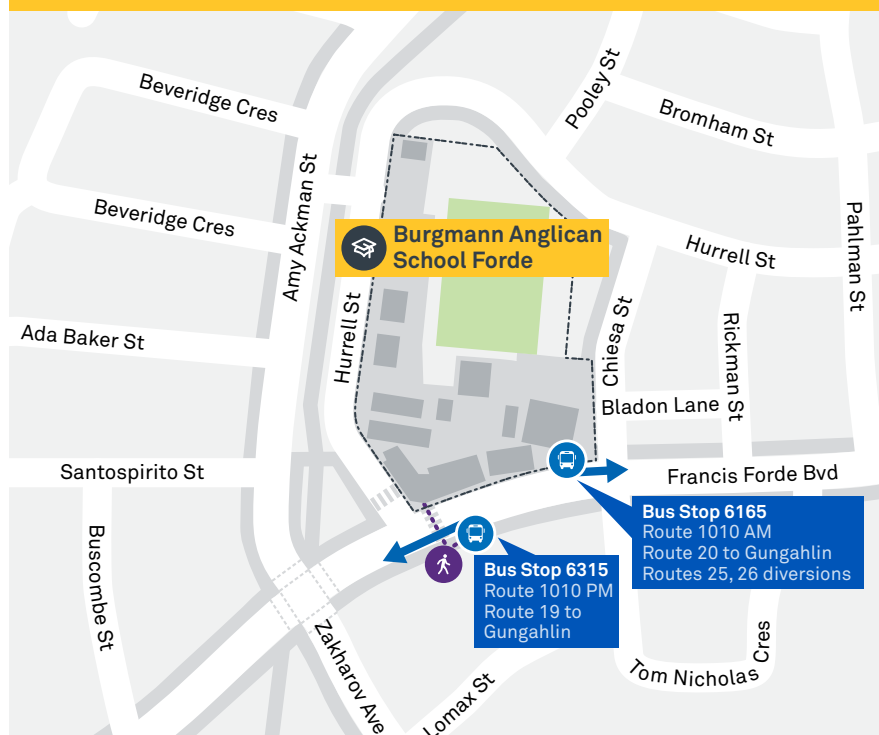 Pooley St
Beveridge Cres
Bromham St
Amy Ackman St
Beveridge Cres
Pahlman St
Burgmann Anglican
School Forde
Hurrell St
Ada Baker St
Hurrell St
Chiesa St
Rickman St
Bladon Lane
Santospirito St
Francis Forde Bvd
Bus Stop 6165
Route 1010 AM
Route 20 to Gungahlin
Routes 25, 26 diversions
Buscombe St
Bus Stop 6315
Route 1010 PM
Route 19 to
Gungahlin
Zakharov Ave
Lomax St
Tom Nicholas Cres